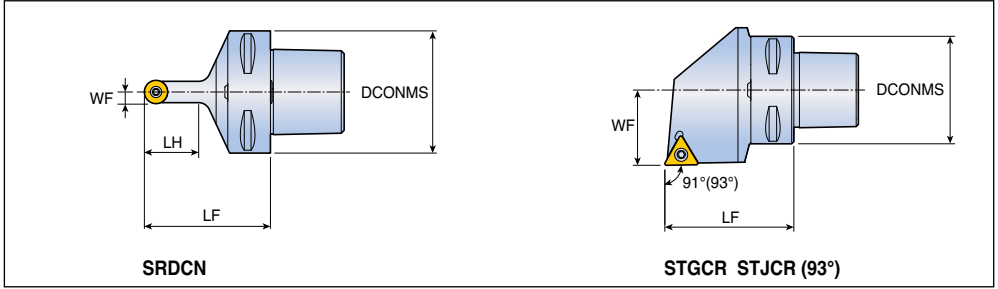 WF
LH
LF
DCONMS
SRDCN
WF
91°(93°)
LF
DCONMS
STGCR STJCR (93°)